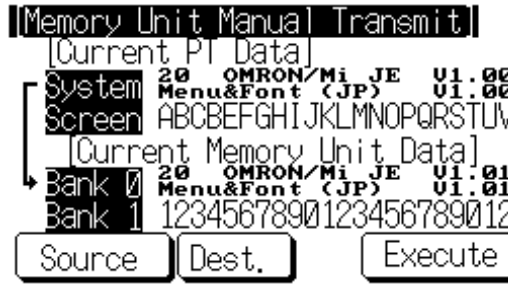 [Memory Unit Manual Transmit]
[Current PT Data]
System 20 OMRON/Mi JE V1.00
Menu&Font (JP) V1.00
Screen ABCBEFGHIJKLMNOPQRSTUV
[Current Memory Unit Data]
Bank 0 20 OMRON/Mi JE V1.01
Menu&Font (JP) V1.01
Bank 1 1234567890123456789012
Source Dest. Execute